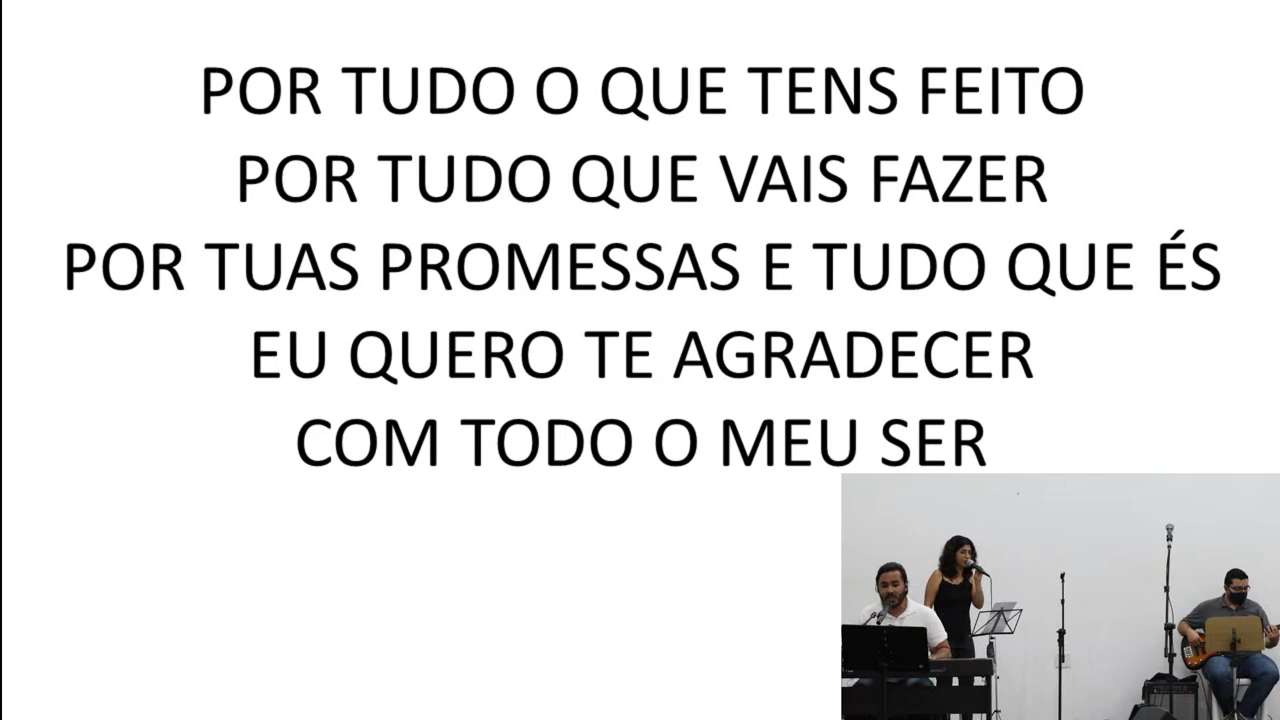 POR TUDO O QUE TENS FEITO
POR TUDO QUE VAIS FAZER
POR TUAS PROMESSAS E TUDO QUE ÉS
EU QUERO TE AGRADECER
COM TODO O MEU SER